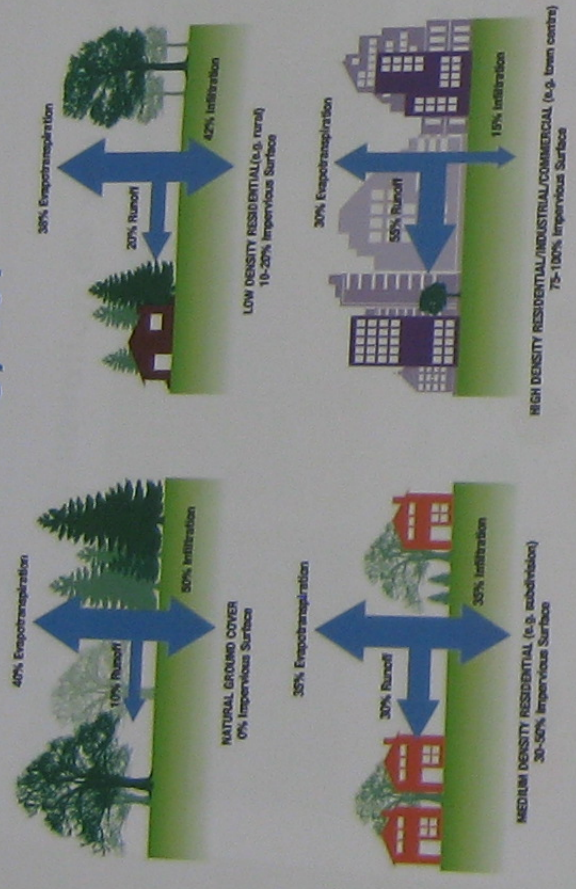 40% Evapotranspiration
10% Runoff
50% Infiltration
NATURAL GROUND COVER
0% Impervious Surface
38% Evapotranspiration
20% Runoff
42% Infiltration
LOW DENSITY RESIDENTIAL(e.g. rural)
10-20% Impervious Surface
35% Evapotranspiration
30% Runoff
35% Infiltration
MEDIUM DENSITY RESIDENTIAL (e.g. subdivision)
30-50% Impervious Surface
30% Evapotranspiration
55% Runoff
15% Infiltration
HIGH DENSITY RESIDENTIAL/INDUSTRIAL/COMMERCIAL (e.g. town centre)
75-100% Impervious Surface